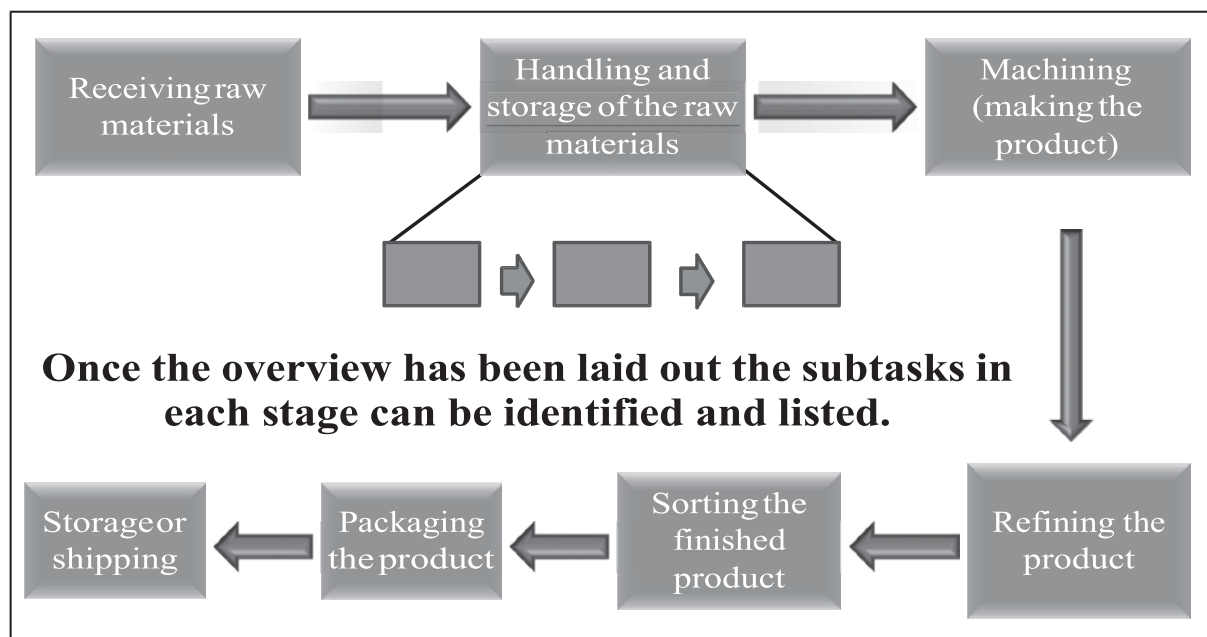 Receiving raw
materials
Handling and
storage of the raw
materials
Machining
(making the
product)
Once the overview has been laid out the subtasks in
each stage can be identified and listed.
Storage or
shipping
Packaging
the product
Sorting the
finished
product
Refining the
product